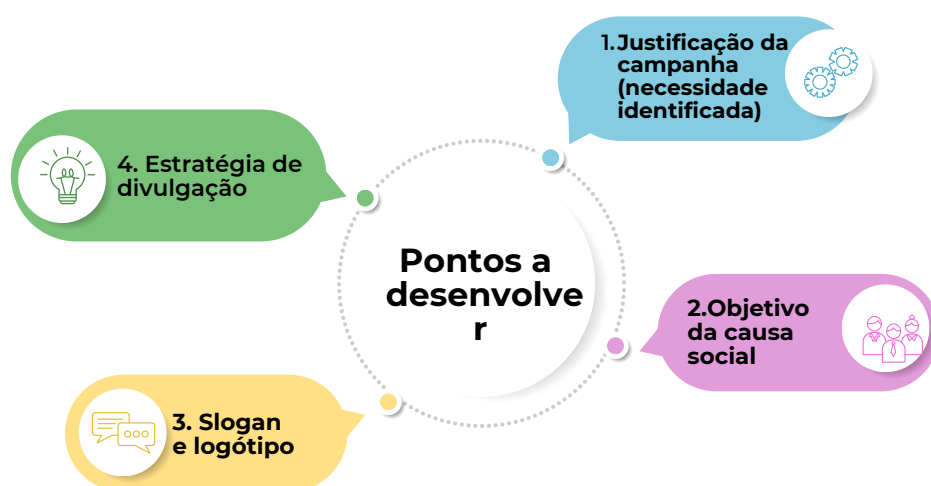 1.Justificação da
campanha
(necessidade
identificada)
4. Estratégia de
divulgação
Pontos a
desenvolve
r
2.Objetivo
da causa
social
3. Slogan
e logótipo